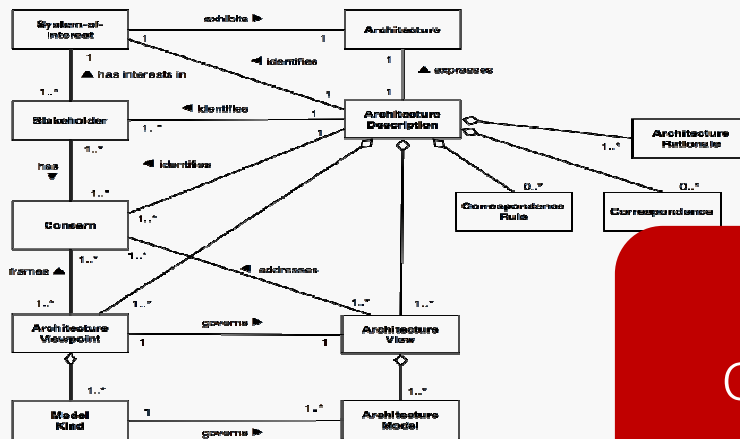 System-of-
Interest
exhibits ►
Architecture
1
1
1
1
◄ identifies
▲ has interests in
▲ expresses
1..*
1
1
Stakeholder
◄ identifies
1
1..*
Architecture
Description
1
1..*
has
▼
◄ identifies
1..*
Architecture
Rationale
1..*
1..*
0..*
0..*
Concern
Correspondence
Rule
Correspondence
1..*
1..*
frames ▲
◄ addresses
1..*
1..*
1..*
1..*
Architecture
Viewpoint
governs ►
1
1
Architecture
View
1..*
1..*
Model
Kind
1
1..*
governs ►
Architecture
Model